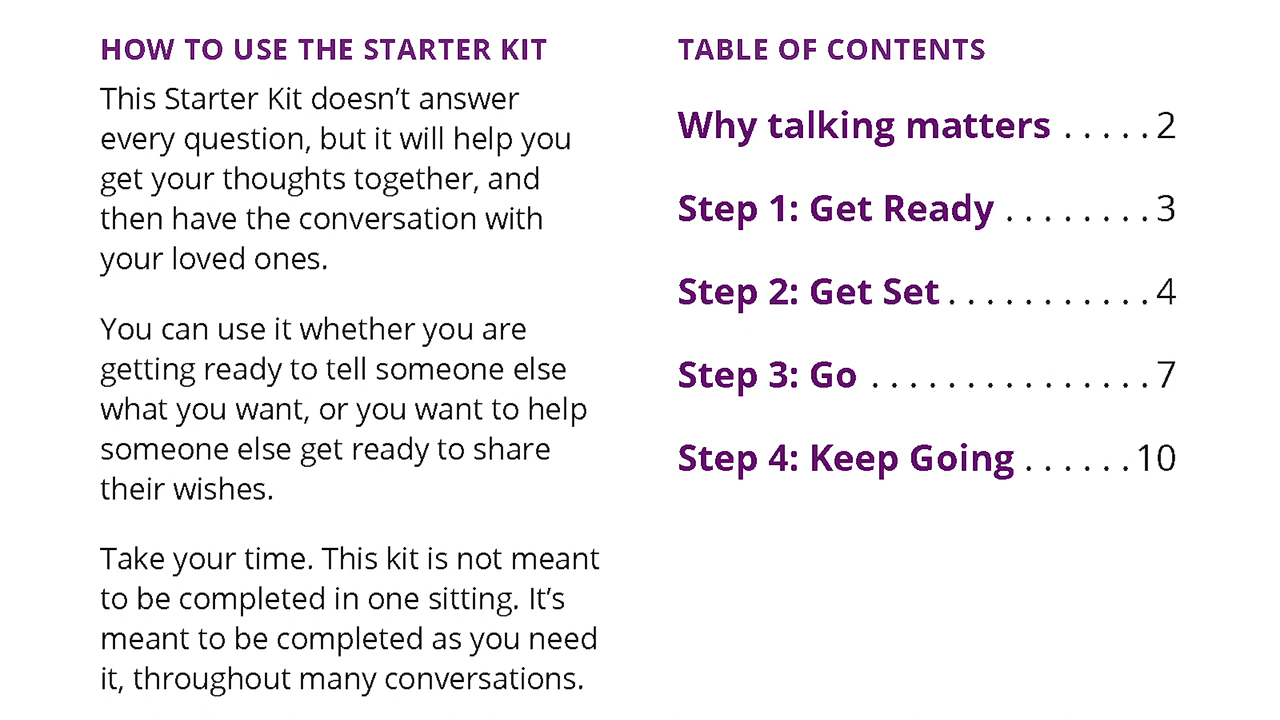 HOW TO USE THE STARTER KIT
This Starter Kit doesn’t answer
every question, but it will help you
get your thoughts together, and
then have the conversation with
your loved ones.
You can use it whether you are
getting ready to tell someone else
what you want, or you want to help
someone else get ready to share
their wishes.
Take your time. This kit is not meant
to be completed in one sitting. It’s
meant to be completed as you need
it, throughout many conversations.
TABLE OF CONTENTS
Why talking matters . . . . . 2
Step 1: Get Ready . . . . . . . . 3
Step 2: Get Set . . . . . . . . . . . 4
Step 3: Go . . . . . . . . . . . . . . . 7
Step 4: Keep Going . . . . . . 10